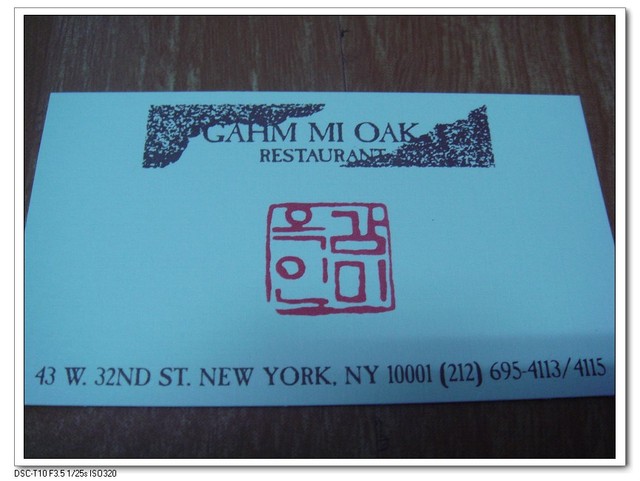 GAHM MI OAK
RESTAURANT
옥감
인미
43 W. 32ND ST. NEW YORK, NY 10001 (212) 695-4113/4115
DSC-T10 F3.5 1/25s ISO320